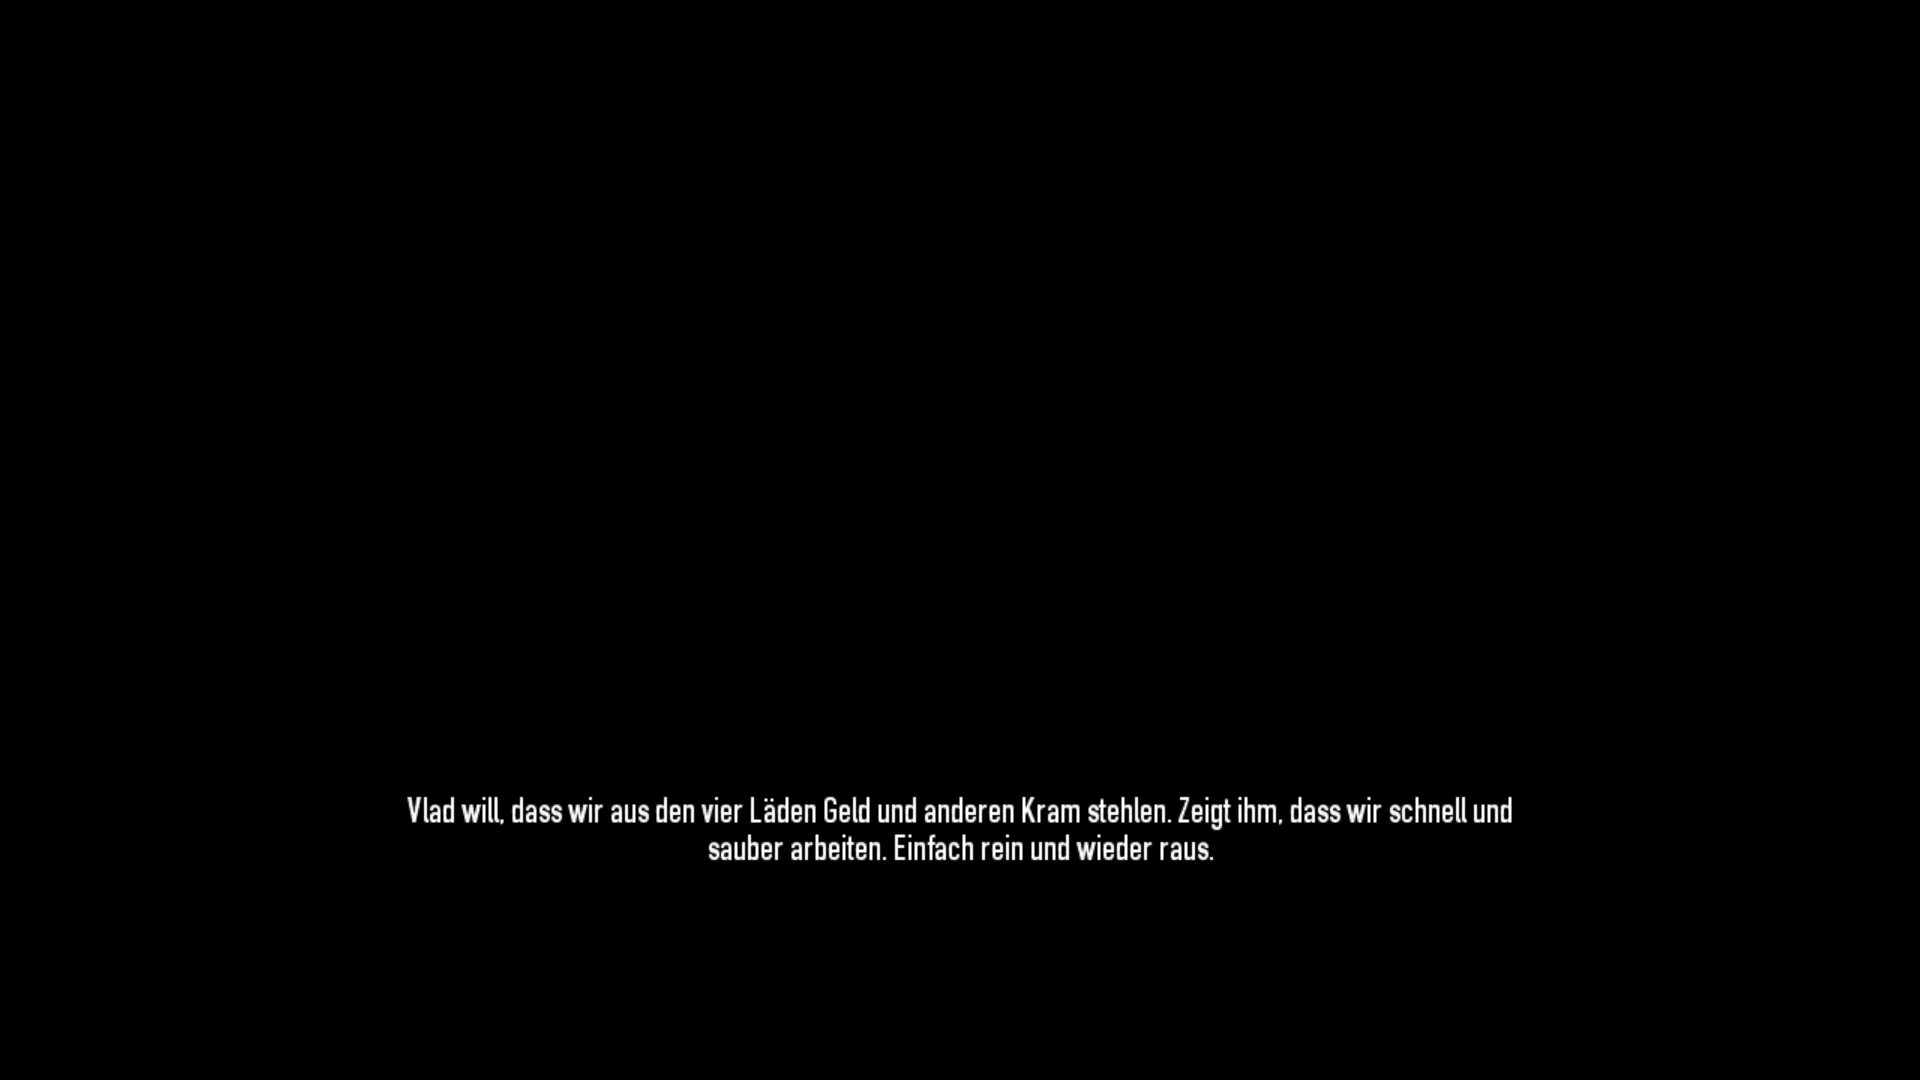 Vlad will, dass wir aus den vier Läden Geld und anderen Kram stehlen. Zeigt ihm, dass wir schnell und
sauber arbeiten. Einfach rein und wieder raus.